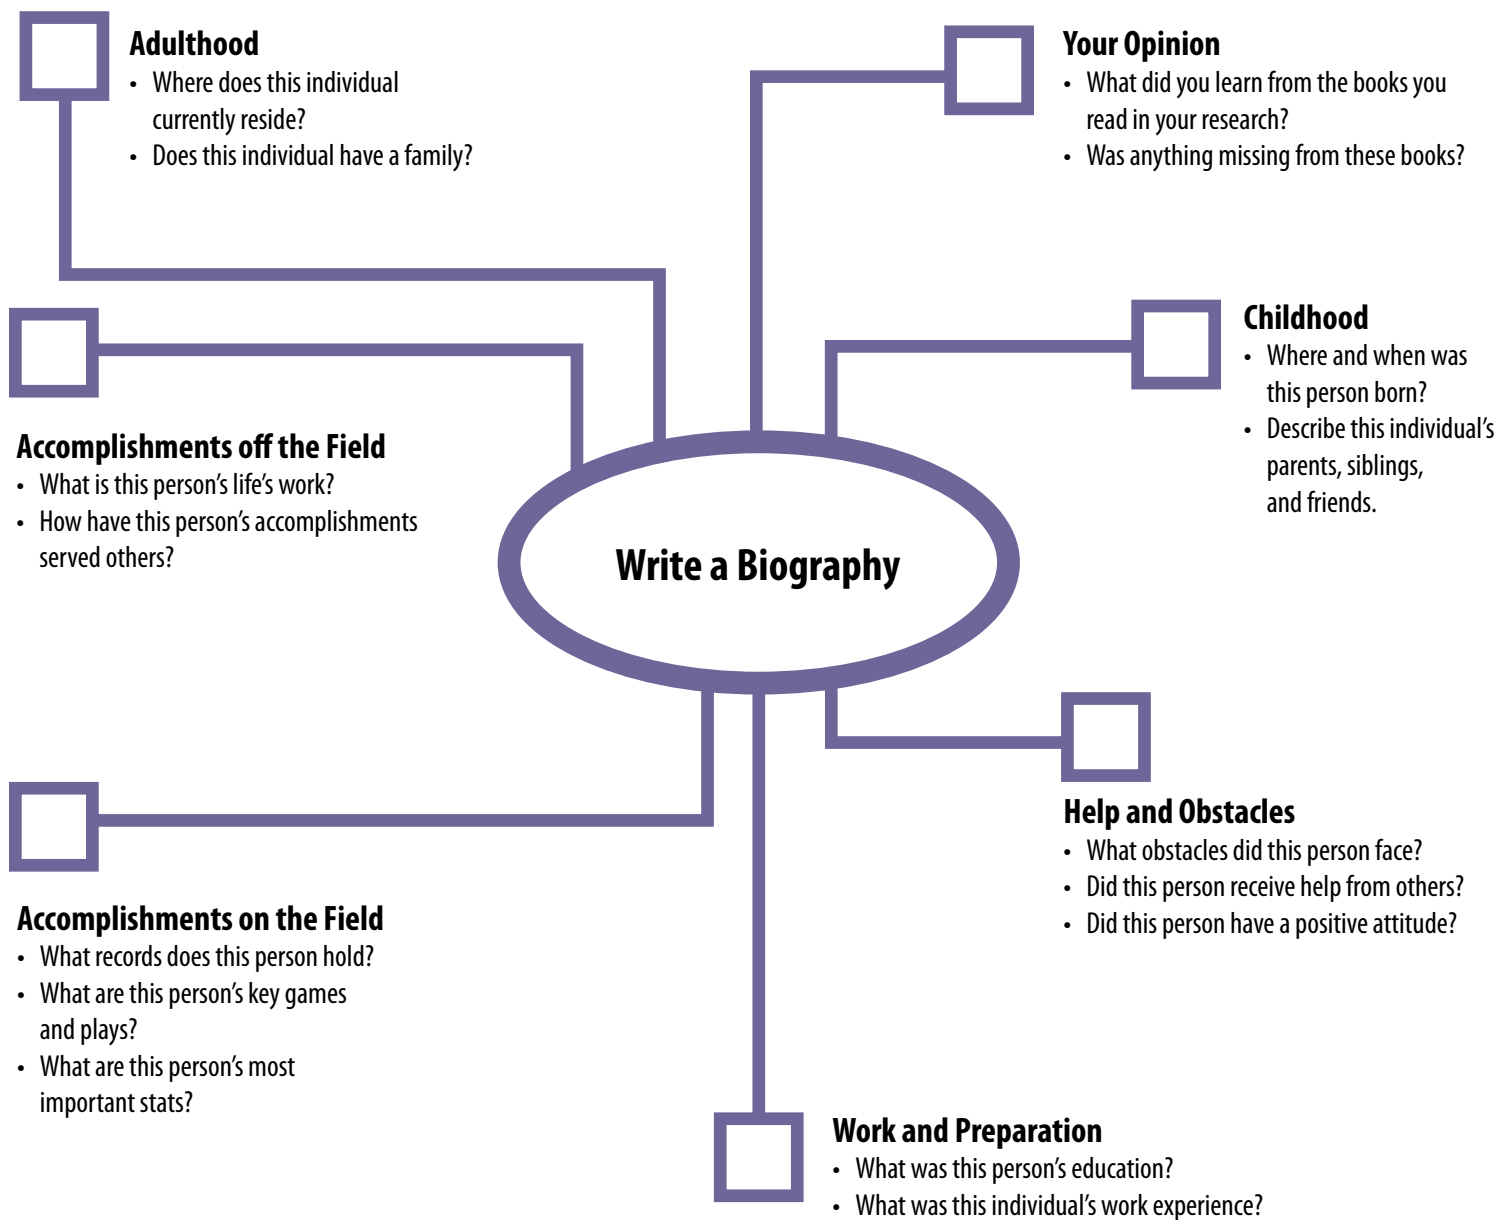 Adulthood
• Where does this individual
currently reside?
• Does this individual have a family?
Your Opinion
• What did you learn from the books you
read in your research?
• Was anything missing from these books?
Childhood
• Where and when was
this person born?
• Describe this individual’s
parents, siblings,
and friends.
Accomplishments off the Field
• What is this person’s life’s work?
• How have this person’s accomplishments
served others?
Write a Biography
Help and Obstacles
• What obstacles did this person face?
• Did this person receive help from others?
• Did this person have a positive attitude?
Accomplishments on the Field
• What records does this person hold?
• What are this person’s key games
and plays?
• What are this person’s most
important stats?
Work and Preparation
• What was this person’s education?
• What was this individual’s work experience?